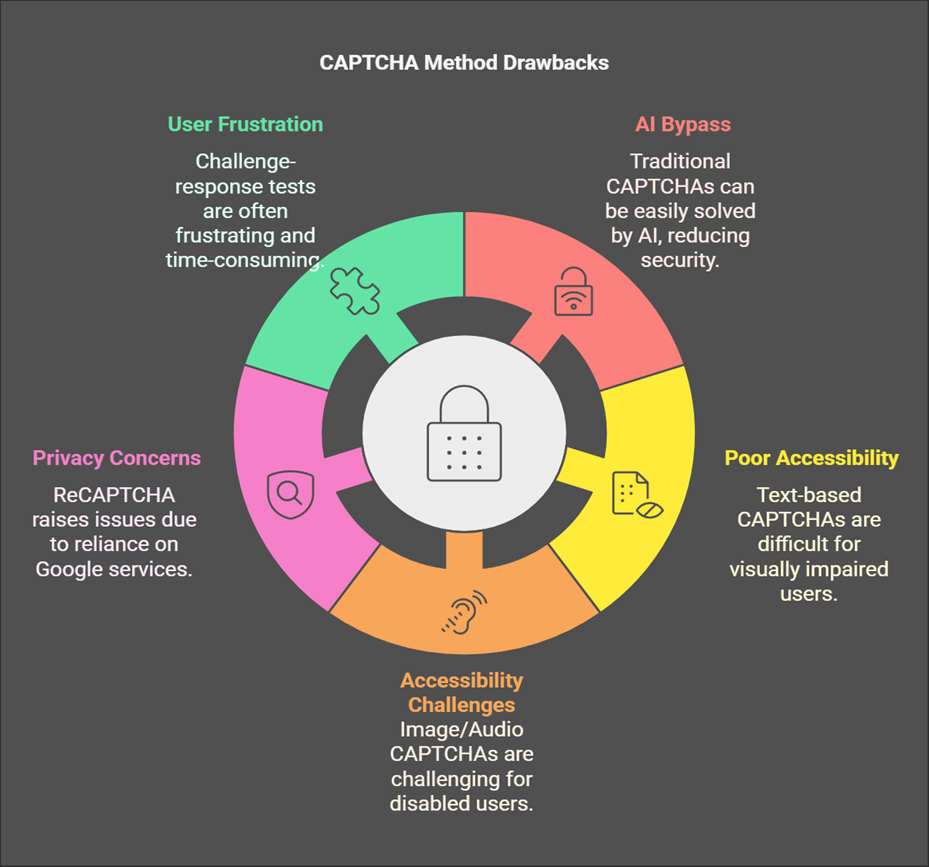 CAPTCHA Method Drawbacks
User Frustration
Challenge-
response tests
are often
frustrating and
time-consuming.
AI Bypass
Traditional
CAPTCHAs can
be easily solved
by AI, reducing
security.
Privacy Concerns
ReCAPTCHA
raises issues due
to reliance on
Google services.
Poor Accessibility
Text-based
CAPTCHAs are
difficult for
visually impaired
users.
Accessibility
Challenges
Image/Audio
CAPTCHAs are
challenging for
disabled users.